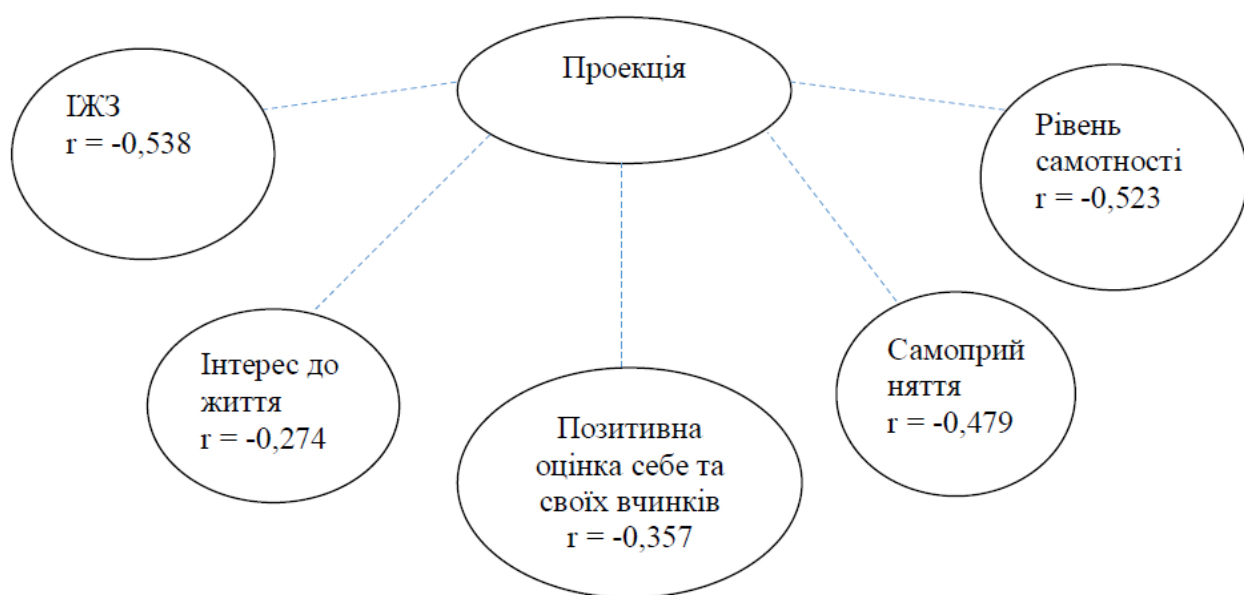 Проекція
ІЖЗ
r = -0,538
Рівень
самотності
r = -0,523
Інтерес до
життя
r = -0,274
Самоприй
няття
r = -0,479
Позитивна
оцінка себе та
своїх вчинків
r = -0,357